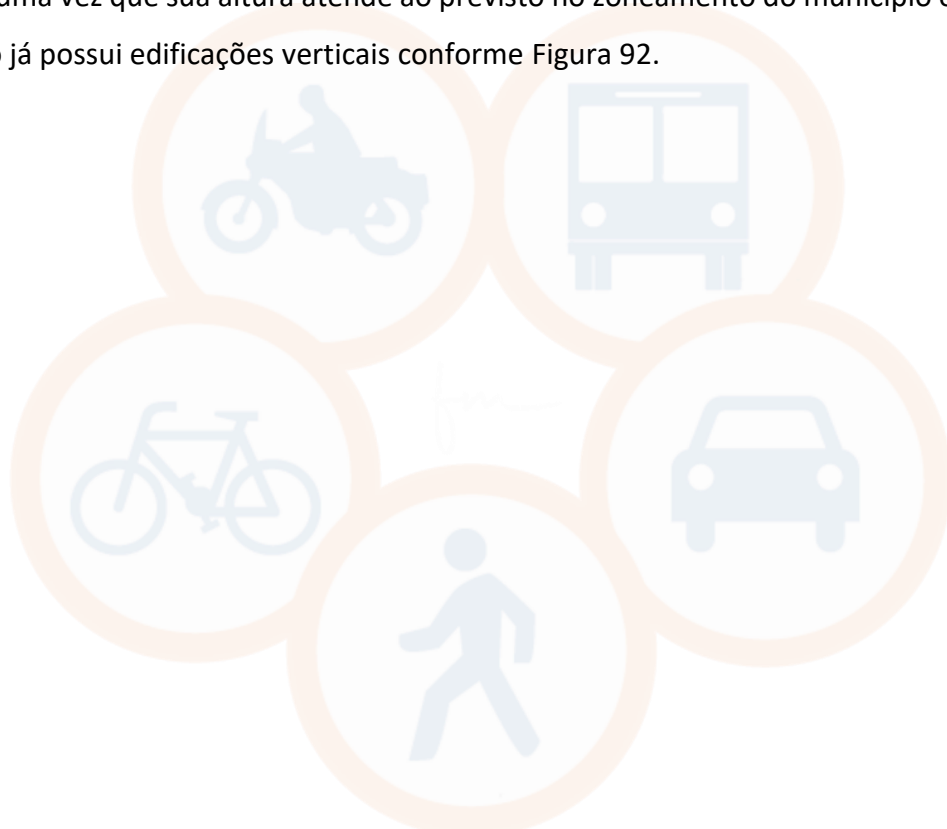 uma vez que sua altura atende ao previsto no zoneamento do município
já possui edificações verticais conforme Figura 92.